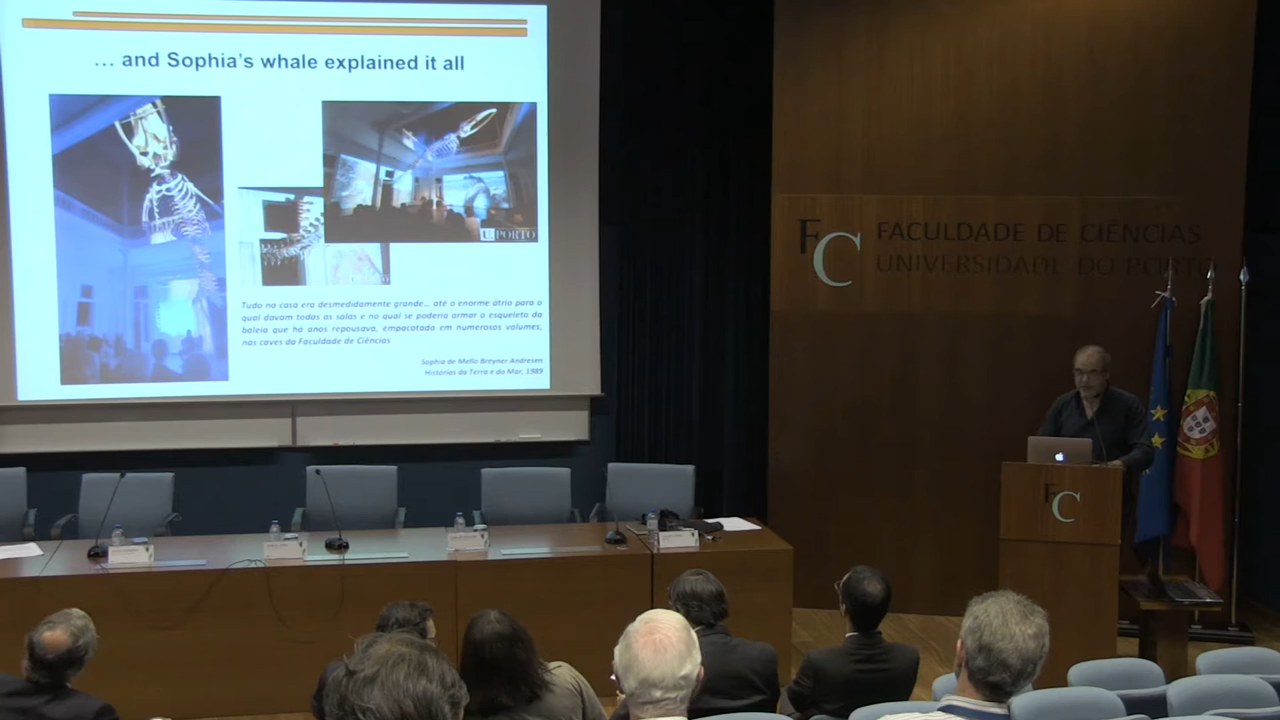 ... and Sophia's whale explained it all
U. PORTO
Tudo na casa era desmedidamente grande... até o enorme átrio para o
qual davam todas as salas e no qual se poderia armar o esqueleto da
baleia que há anos repousava, empacotado em numerosos volumes,
nas caves da Faculdade de Ciências
Sophia de Mello Breyner Andresen
Histórias da Terra e do Mar, 1989
FC
FACULDADE DE CIÊNCIAS
UNIVERSIDADE DO PORTO
FC